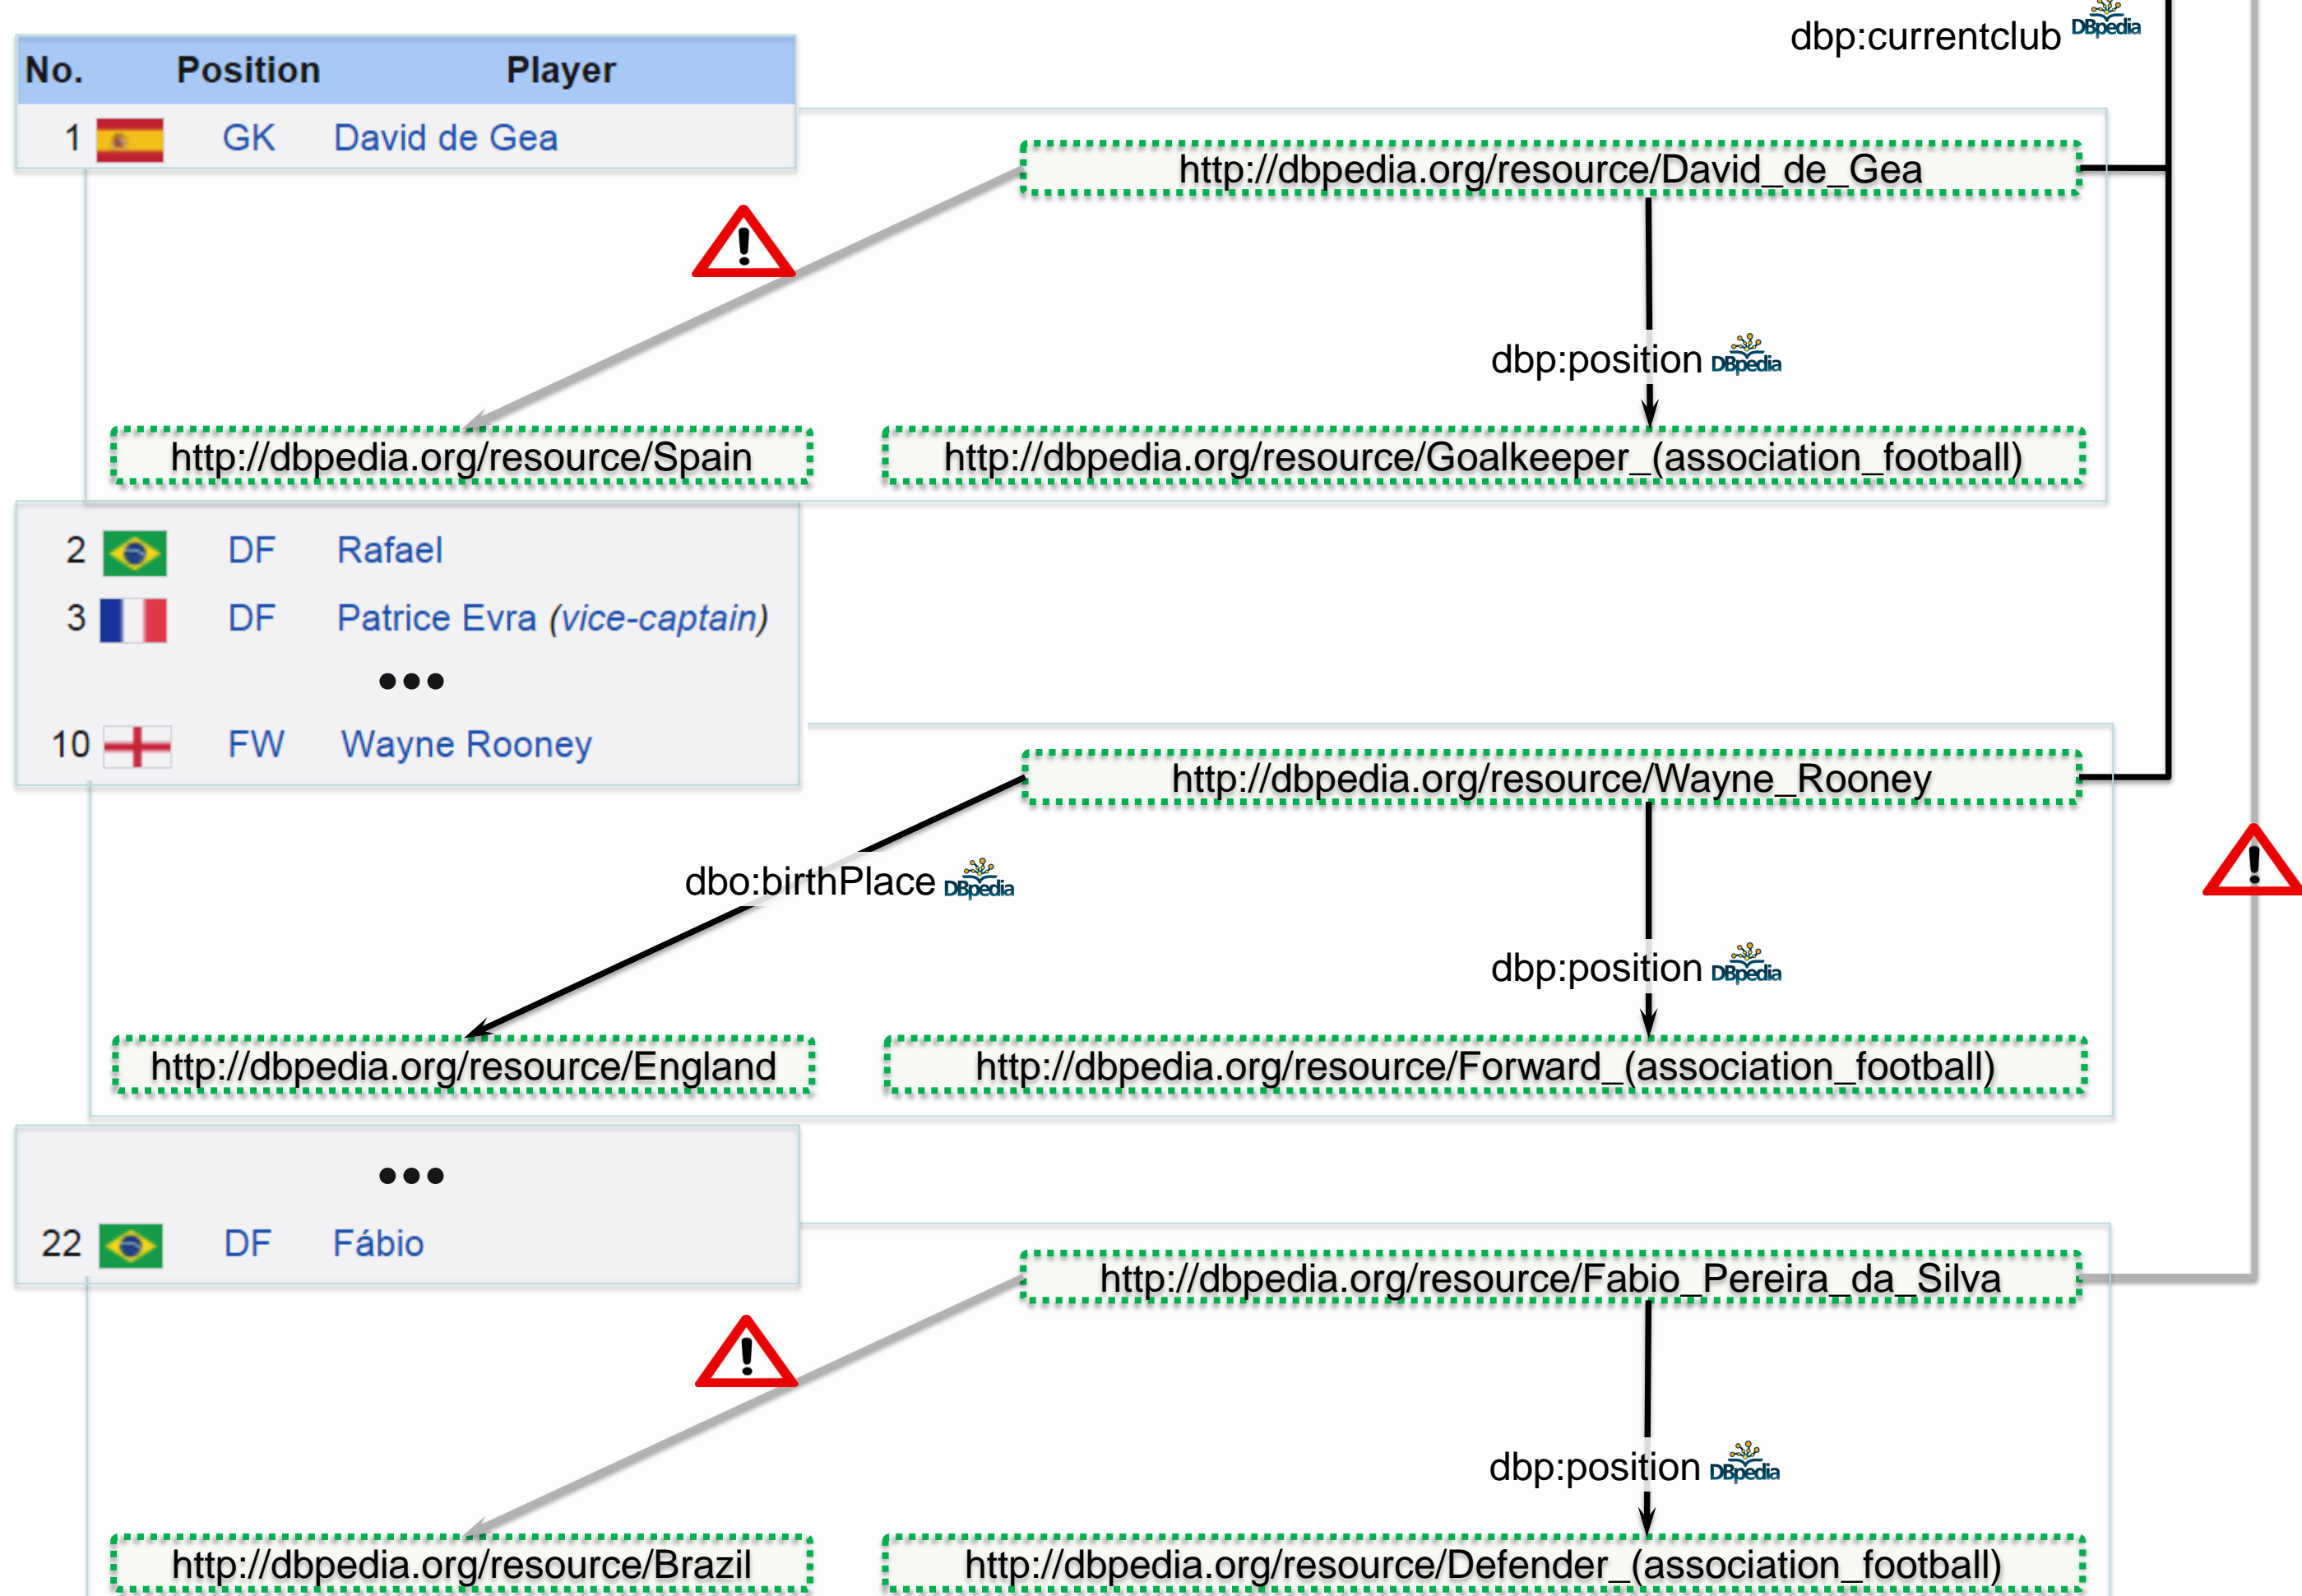 dbp:currentclub DBpedia
No. Position Player
1 GK David de Gea
http://dbpedia.org/resource/David_de_Gea
!
dbp:position DBpedia
http://dbpedia.org/resource/Spain
http://dbpedia.org/resource/Goalkeeper_(association_football)
2 DF Rafael
3 DF Patrice Evra (vice-captain)
•••
10 FW Wayne Rooney
http://dbpedia.org/resource/Wayne_Rooney
!
dbo:birthPlace DBpedia
dbp:position DBpedia
http://dbpedia.org/resource/England
http://dbpedia.org/resource/Forward_(association_football)
•••
22 DF Fábio
http://dbpedia.org/resource/Fabio_Pereira_da_Silva
!
dbp:position DBpedia
http://dbpedia.org/resource/Brazil
http://dbpedia.org/resource/Defender_(association_football)